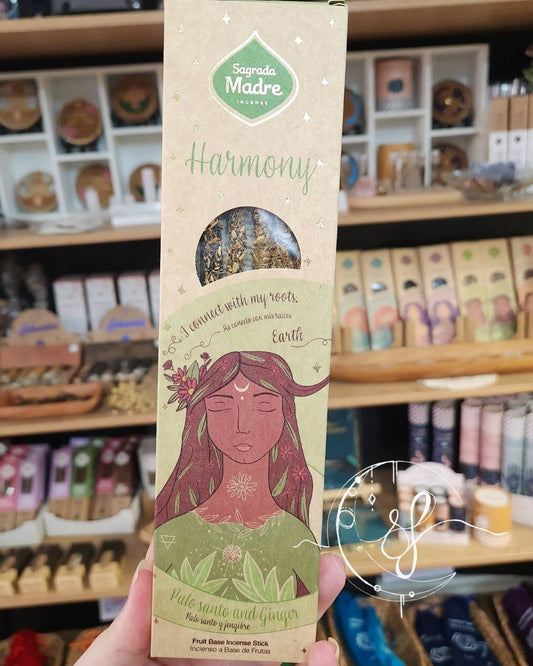 Sagrada
Madre
INCENSE
Harmony
I connect with my roots.
Me conecto con mis raíces.
Earth
Palo santo and Ginger
Palo santo y jengibre
Fruit Base Incense Stick
Incienso a Base de Frutas